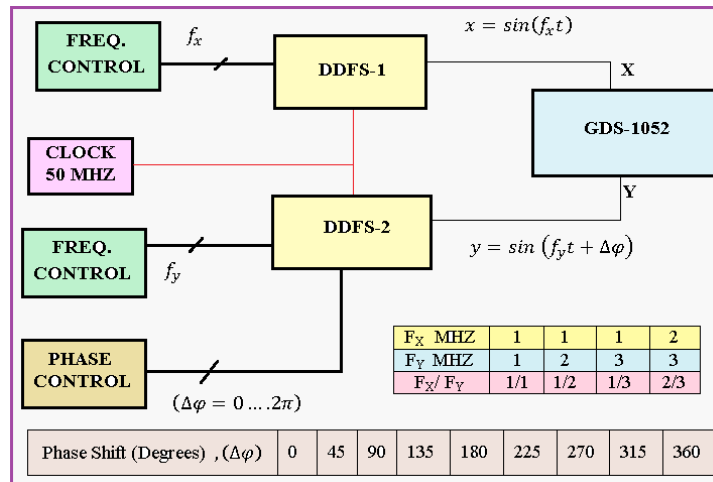 FREQ.
CONTROL
f_x
DDFS-1
x = sin(f_x t)
X
GDS-1052
CLOCK
50 MHZ
Y
DDFS-2
FREQ.
CONTROL
f_y
y = sin (f_y t + Δφ)
PHASE
CONTROL
(Δφ = 0 .... 2π)
F_X MHZ 1 1 1 2
F_Y MHZ 1 2 3 3
F_X/ F_Y 1/1 1/2 1/3 2/3
Phase Shift (Degrees) ,(Δφ) 0 45 90 135 180 225 270 315 360